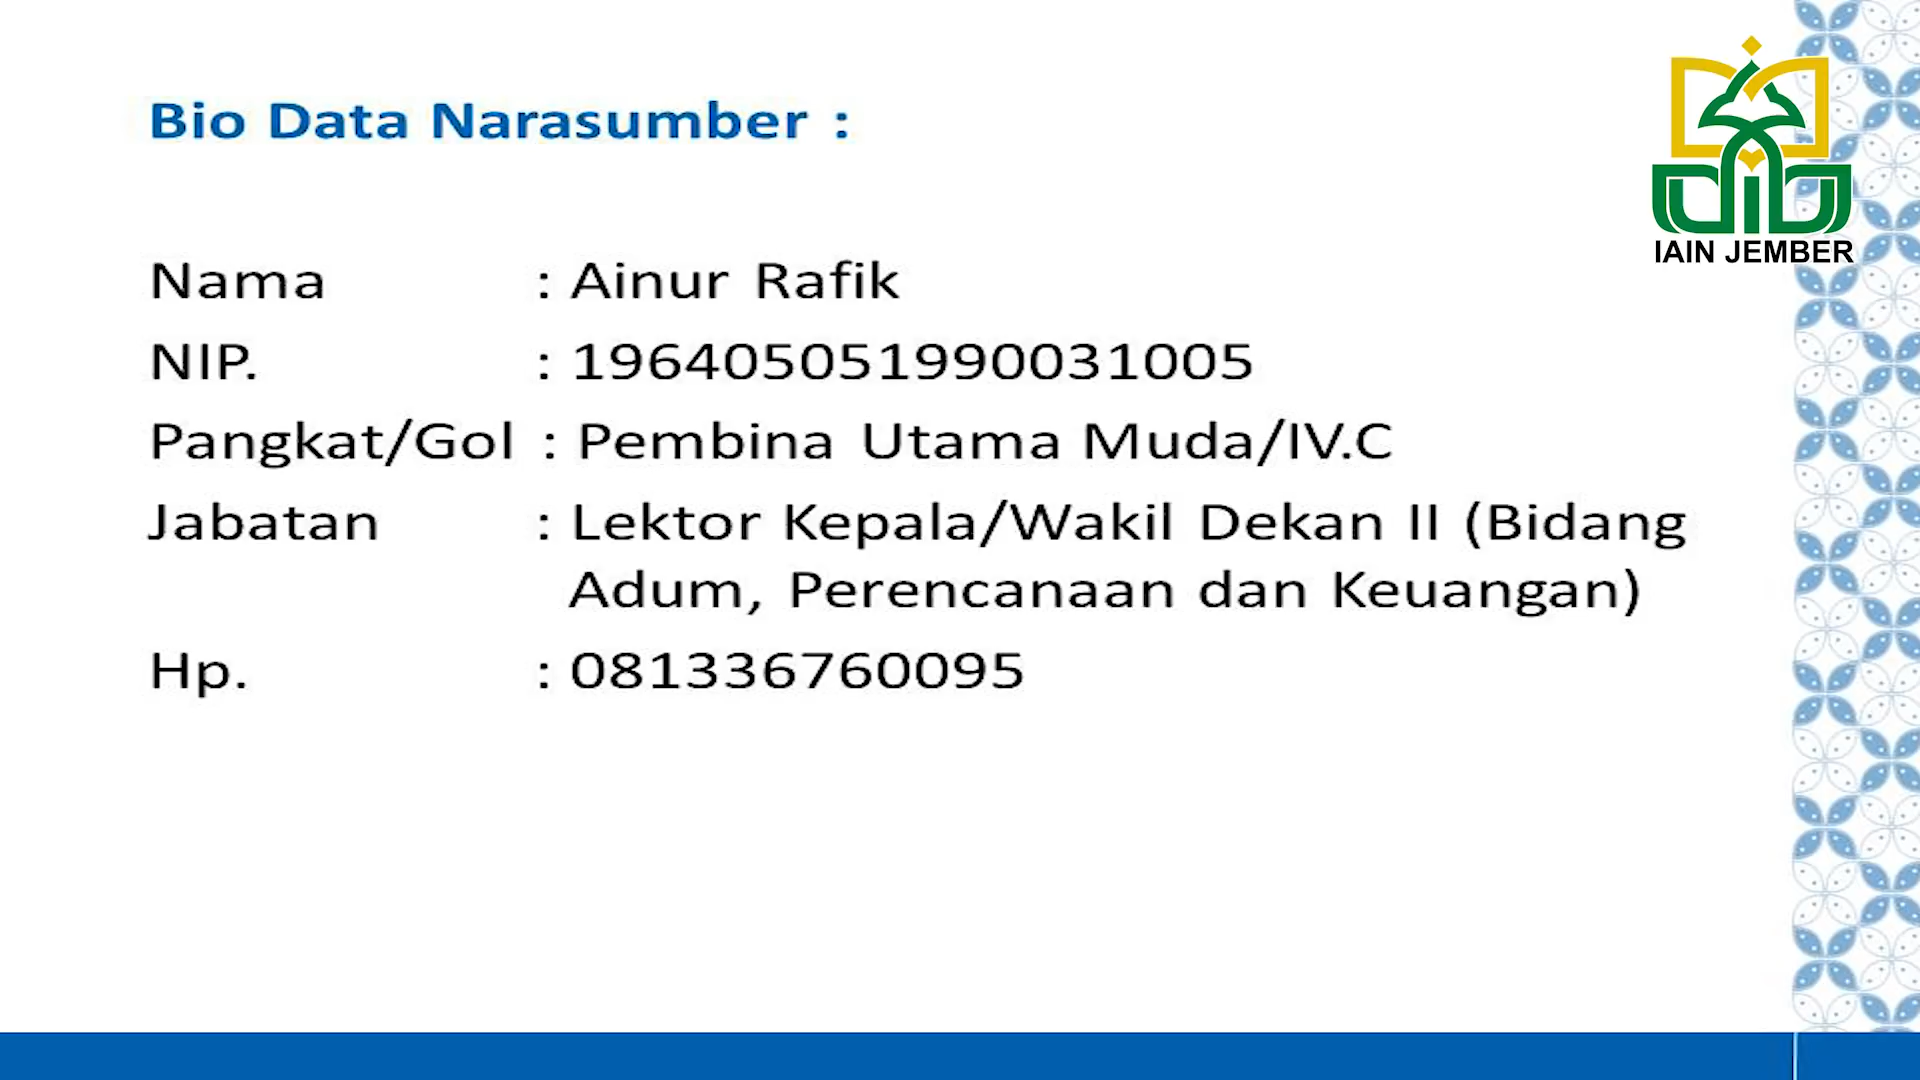 Bio Data Narasumber :
IAIN JEMBER
Nama : Ainur Rafik
NIP. : 196405051990031005
Pangkat/Gol : Pembina Utama Muda/IV.C
Jabatan : Lektor Kepala/Wakil Dekan II (Bidang
Adum, Perencanaan dan Keuangan)
Hp. : 081336760095